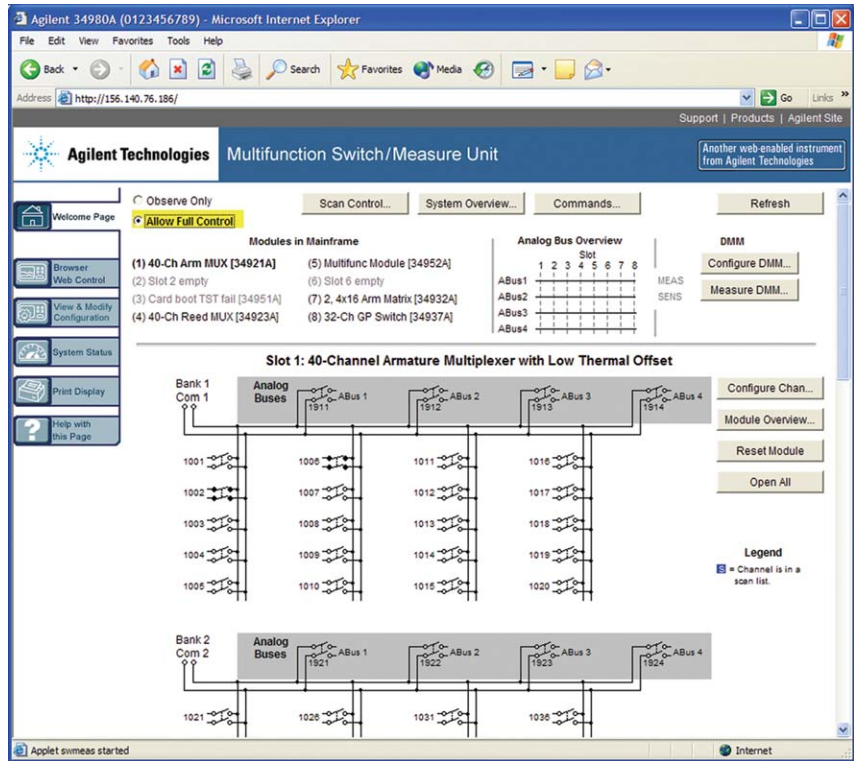 Agilent 34980A (0123456789) - Microsoft Internet Explorer
File Edit View Favorites Tools Help
Back Search Favorites Media
Address http://156.140.76.186/ Go Links »
Support | Products | Agilent Site
Agilent Technologies Multifunction Switch/Measure Unit
Another web-enabled instrument
from Agilent Technologies
Welcome Page
Browser
Web Control
View & Modify
Configuration
System Status
Print Display
Help with
this Page
Observe Only
Allow Full Control
Scan Control... System Overview... Commands... Refresh
Modules in Mainframe
(1) 40-Ch Arm MUX [34921A] (5) Multifunc Module [34952A]
(2) Slot 2 empty (6) Slot 6 empty
(3) Card boot TST fail [34951A] (7) 2, 4x16 Arm Matrix [34932A]
(4) 40-Ch Reed MUX [34923A] (8) 32-Ch GP Switch [34937A]
Analog Bus Overview
Slot
1 2 3 4 5 6 7 8
ABus1 MEAS
ABus2 SENS
ABus3
ABus4
DMM
Configure DMM...
Measure DMM...
Slot 1: 40-Channel Armature Multiplexer with Low Thermal Offset
Bank 1
Com 1
Analog
Buses
ABus 1 ABus 2 ABus 3 ABus 4
1911 1912 1913 1914
1001 1006 1011 1016
1002 1007 1012 1017
1003 1008 1013 1018
1004 1009 1014 1019
1005 1010 1015 1020
Configure Chan...
Module Overview...
Reset Module
Open All
Legend
S = Channel is in a
scan list.
Bank 2
Com 2
Analog
Buses
ABus 1 ABus 2 ABus 3 ABus 4
1921 1922 1923 1924
1021 1026 1031 1036
Applet swmeas started Internet